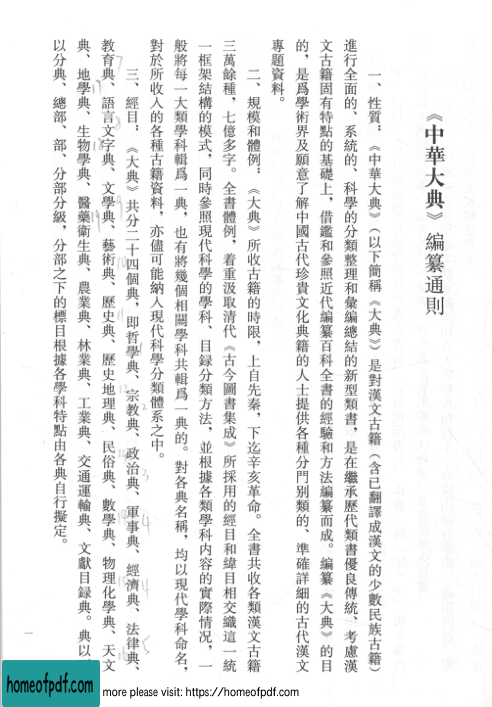 《中華大典》編纂通則
一、性質：《中華大典》（以下簡稱《大典》）是對漢文古籍（含已翻譯成漢文的少數民族古籍）
進行全面的、系統的、科學的分類整理和彙編總結的新型類書，是在繼承歷代類書優良傳統、考慮漢
文古籍固有特點的基礎上，借鑑和參照近代編纂百科全書的經驗和方法編纂而成。編纂《大典》的目
的，是爲學術界及願意了解中國古代珍貴文化典籍的人士提供各種分門別類的、準確詳細的古代漢文
專題資料。
二、規模和體例：《大典》所收古籍的時限，上自先秦，下迄辛亥革命。全書共收各類漢文古籍
三萬餘種，七億多字。全書體例，着重汲取清代《古今圖書集成》所採用的經目和緯目相交織這一統
一框架結構的模式，同時參照現代科學的學科、目錄分類方法，並根據各類學科內容的實際情況，一
般將每一大類學科輯爲一典，也有將幾個相關學科共輯爲一典的。對各典名稱，均以現代學科命名，
對於所收入的各種古籍資料，亦儘可能納入現代科學分類體系之中。
三、經目：《大典》共分二十四個典，即哲學典、宗教典、政治典、軍事典、經濟典、法律典、
教育典、語言文字典、文學典、藝術典、歷史典、歷史地理典、民俗典、數學典、物理化學典、天文
典、地學典、生物學典、醫藥衛生典、農業典、林業典、工業典、交通運輸典、文獻目錄典。典以下
以分典、總部、部、分部分級，分部之下的標目根據各學科特點由各典自行擬定。
一
homeofpdf.com
more please visit: https://homeofpdf.com